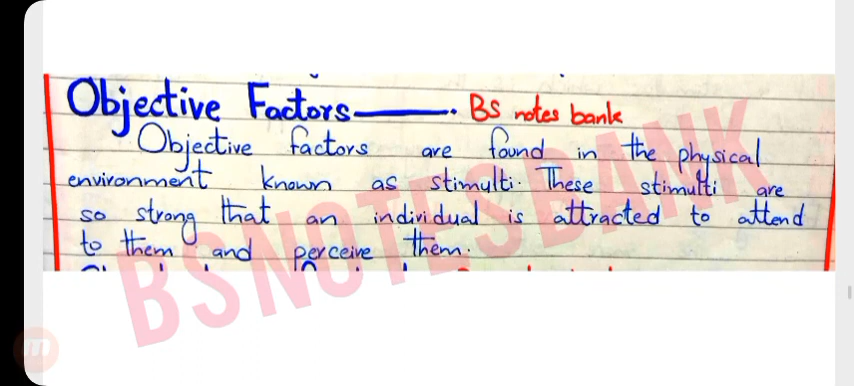 Objective Factors BS notes bank
Objective factors are found in the physical
environment known as stimulti. These stimulti are
so strong that an individual is attracted to attend
to them and perceive them.
BSNOTESBANK
m